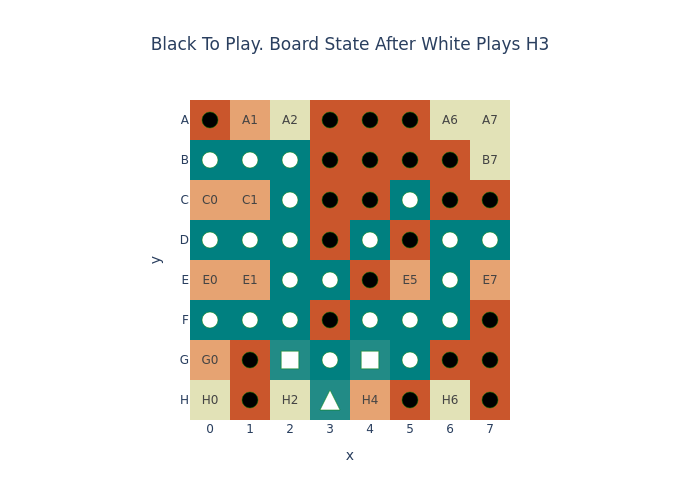 Black To Play. Board State After White Plays H3
A A1 A2 A6 A7
B B7
C C0 C1
D
E E0 E1 E5 E7
F
G G0
H H0 H2 H4 H6
0 1 2 3 4 5 6 7
x
y